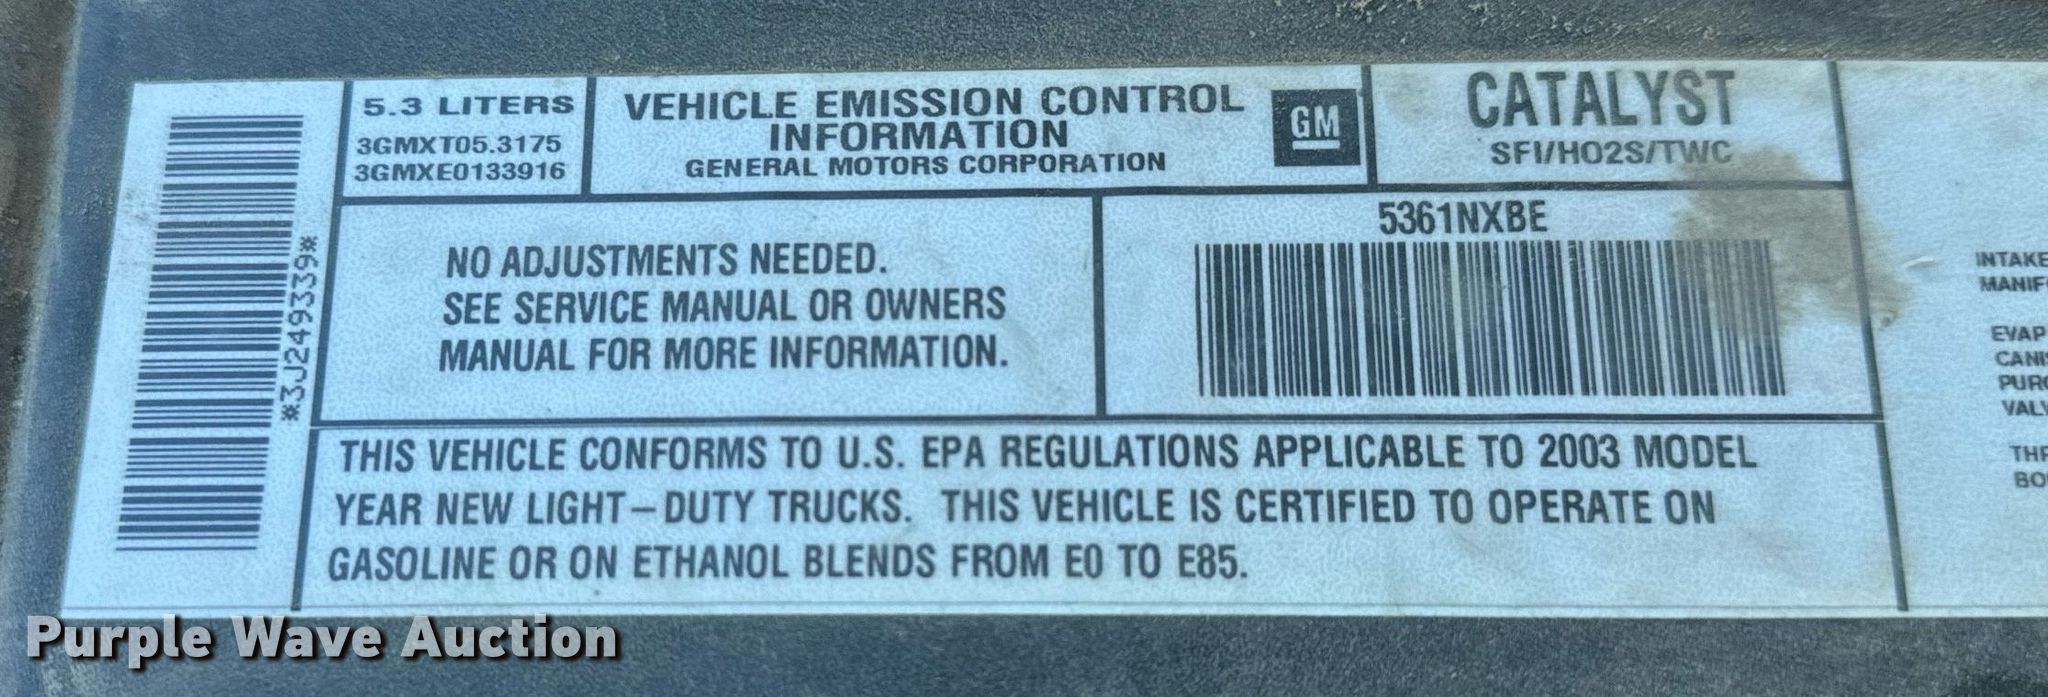 5.3 LITERS
3GMXT05.3175
3GMXE0133916
VEHICLE EMISSION CONTROL
INFORMATION
GENERAL MOTORS CORPORATION
GM
CATALYST
SFI/HO2S/TWC
*3J249339*
NO ADJUSTMENTS NEEDED.
SEE SERVICE MANUAL OR OWNERS
MANUAL FOR MORE INFORMATION.
5361NXBE
INTAKE
EVAP
THIS VEHICLE CONFORMS TO U.S. EPA REGULATIONS APPLICABLE TO 2003 MODEL
YEAR NEW LIGHT–DUTY TRUCKS. THIS VEHICLE IS CERTIFIED TO OPERATE ON
GASOLINE OR ON ETHANOL BLENDS FROM E0 TO E85.
Purple Wave Auction